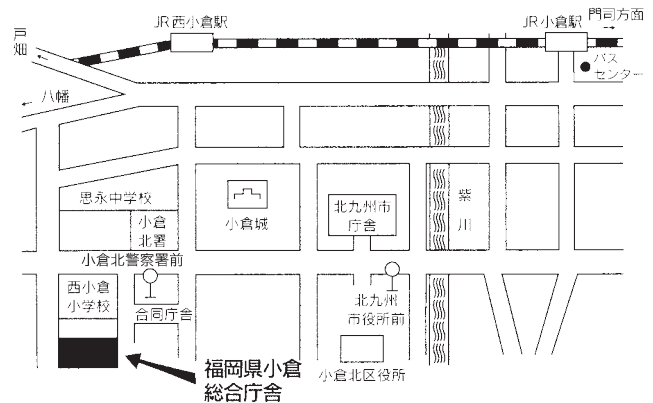 JR西小倉駅
JR小倉駅
門司方面
戸畑
バス
センター
八幡
思永中学校
小倉
北署
小倉城
北九州市
庁舎
紫川
小倉北警察署前
西小倉
小学校
合同庁舎
北九州
市役所前
福岡県小倉
総合庁舎
小倉北区役所